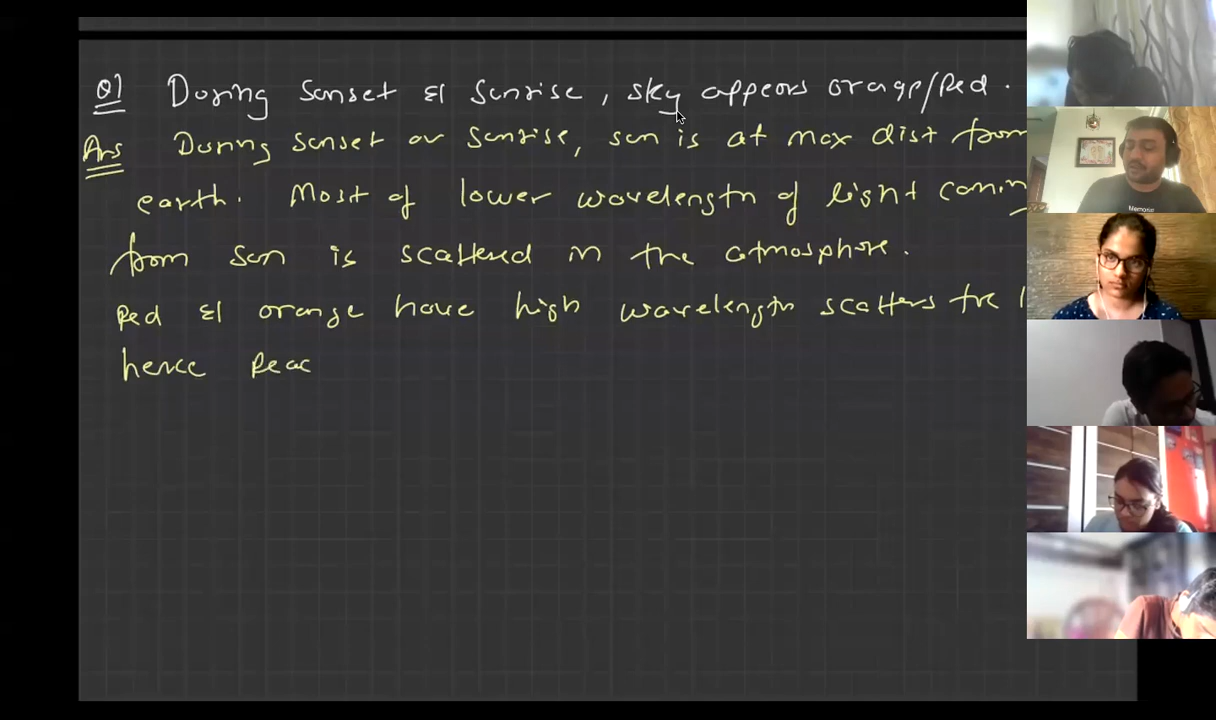 Q1 During Sunset & Sunrise, sky appears orange/Red.
Ans During sunset or sunrise, sun is at max dist from
earth. Most of lower wavelength of light comin
from sun is scattered in the atmosphere.
Red & orange have high wavelength scatters the l
hence Reac